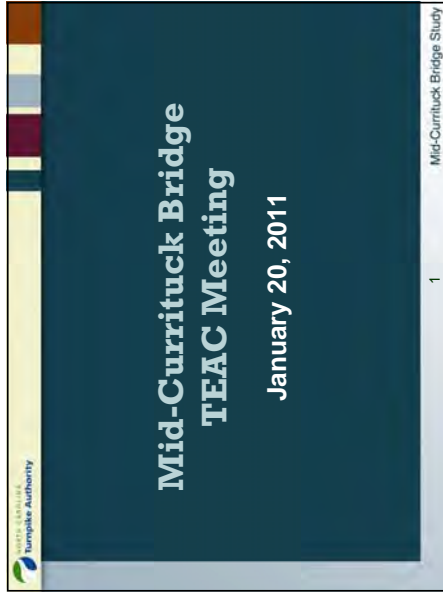 NORTH CAROLINA
Turnpike Authority
Mid-Currituck Bridge
TEAC Meeting
January 20, 2011
1
Mid-Currituck Bridge Study